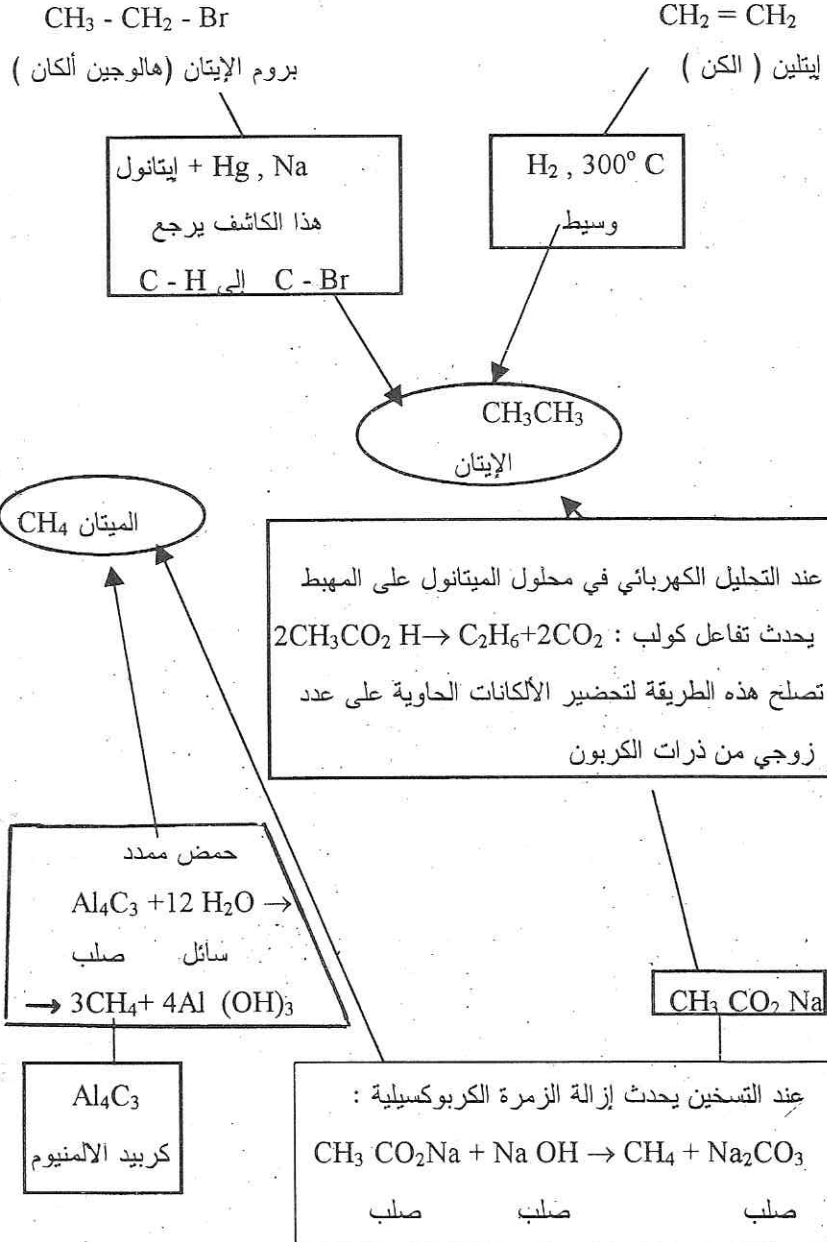 CH₃ - CH₂ - Br
بروم الإيتان (هالوجين ألكان )
CH₂ = CH₂
إيتلين ( الكن )
إيتانول + Hg , Na
هذا الكاشف يرجع
C - Br إلى C - H
H₂ , 300° C
وسيط
CH₃CH₃
الإيتان
الميتان CH₄
عند التحليل الكهربائي في محلول الميتانول على المهبط
يحدث تفاعل كولب : 2CH₃CO₂ H→ C₂H₆+2CO₂
تصلح هذه الطريقة لتحضير الألكانات الحاوية على عدد
زوجي من ذرات الكربون
حمض ممدد
Al₄C₃ +12 H₂O →
سائل صلب
→ 3CH₄+ 4Al (OH)₃
CH₃ CO₂ Na
Al₄C₃
كربيد الالمنيوم
عند التسخين يحدث إزالة الزمرة الكربوكسيلية :
CH₃ CO₂Na + Na OH → CH₄ + Na₂CO₃
صلب صلب صلب